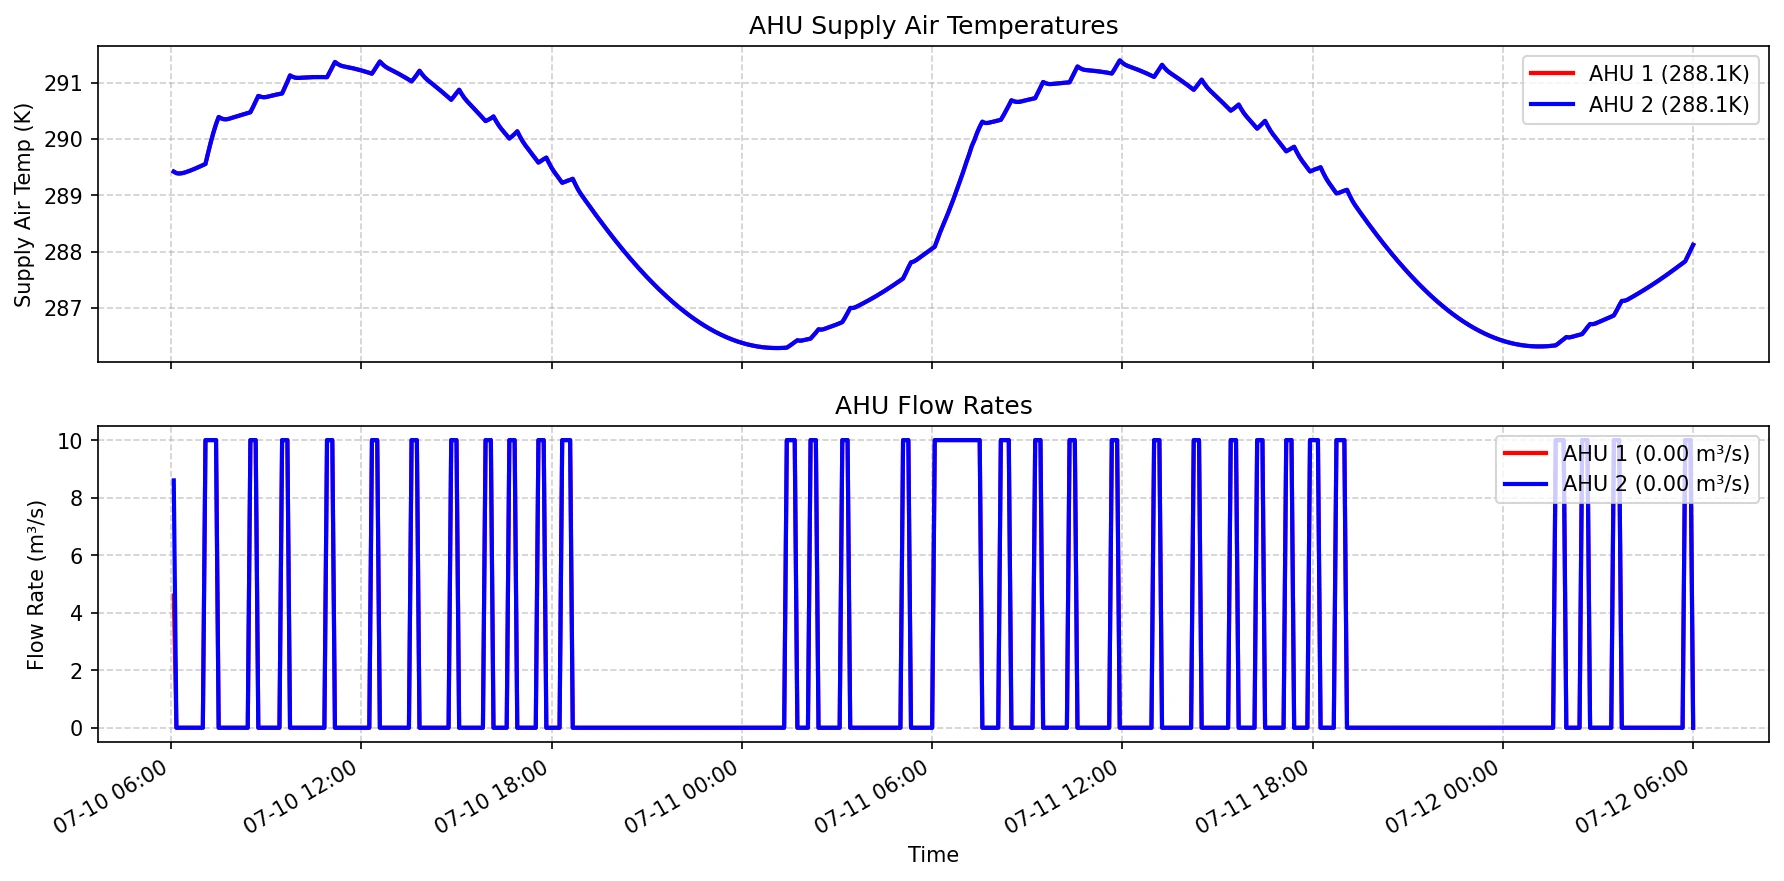 AHU Supply Air Temperatures
Supply Air Temp (K)
291
290
289
288
287
AHU 1 (288.1K)
AHU 2 (288.1K)
AHU Flow Rates
Flow Rate (m³/s)
10
8
6
4
2
0
AHU 1 (0.00 m³/s)
AHU 2 (0.00 m³/s)
07-10 06:00
07-10 12:00
07-10 18:00
07-11 00:00
07-11 06:00
07-11 12:00
07-11 18:00
07-12 00:00
07-12 06:00
Time